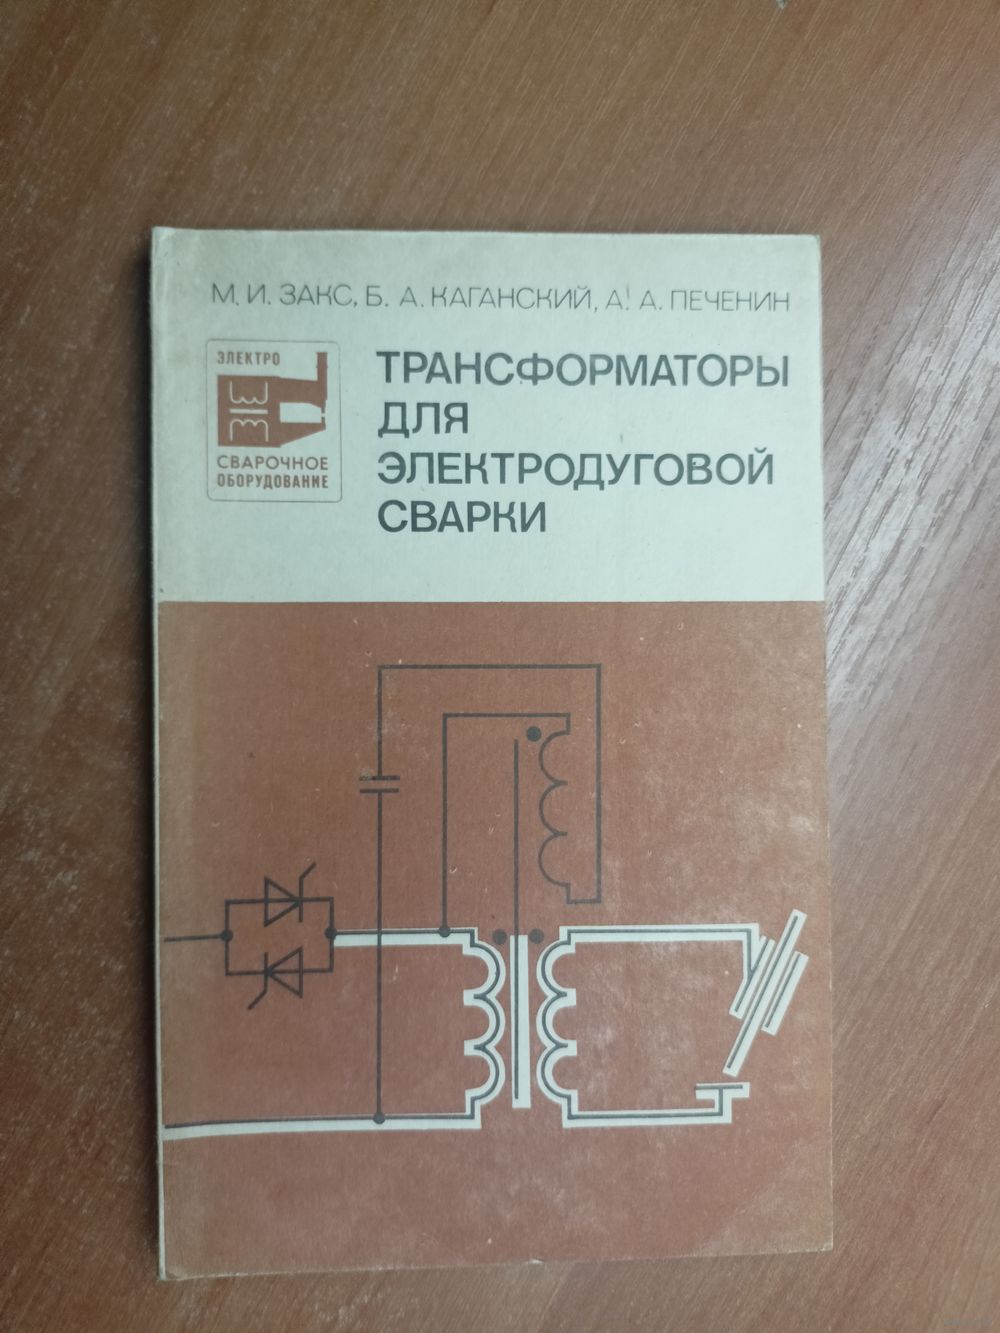 М. И. ЗАКС, Б. А. КАГАНСКИЙ, А. А. ПЕЧЕНИН
ЭЛЕКТРО
СВАРОЧНОЕ
ОБОРУДОВАНИЕ
ТРАНСФОРМАТОРЫ
ДЛЯ
ЭЛЕКТРОДУГОВОЙ
СВАРКИ